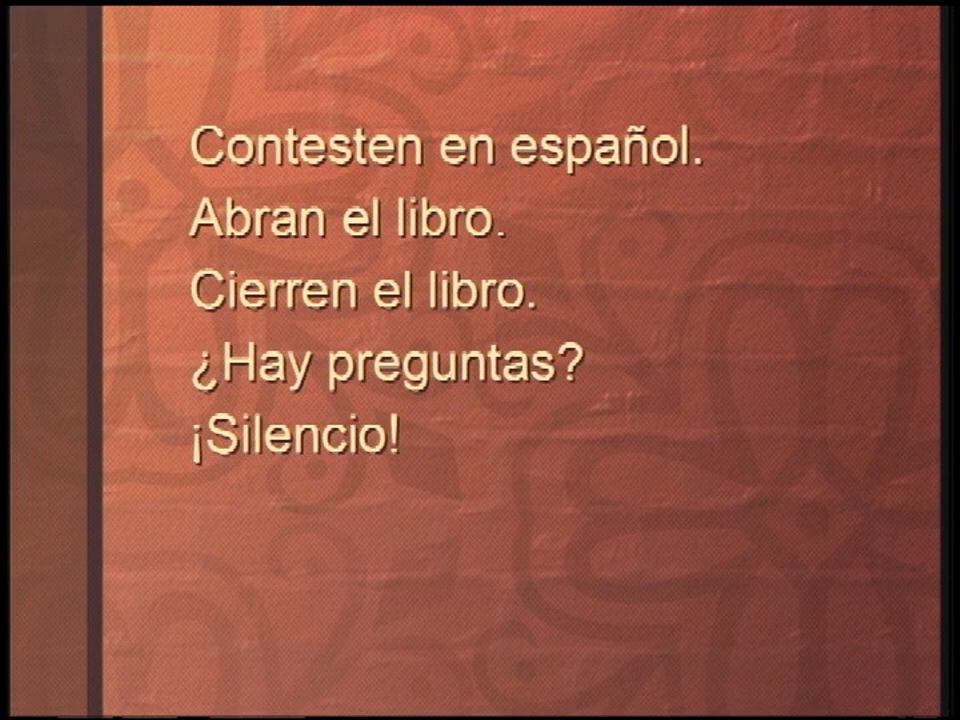 Contesten en español.
Abran el libro.
Cierren el libro.
¿Hay preguntas?
¡Silencio!